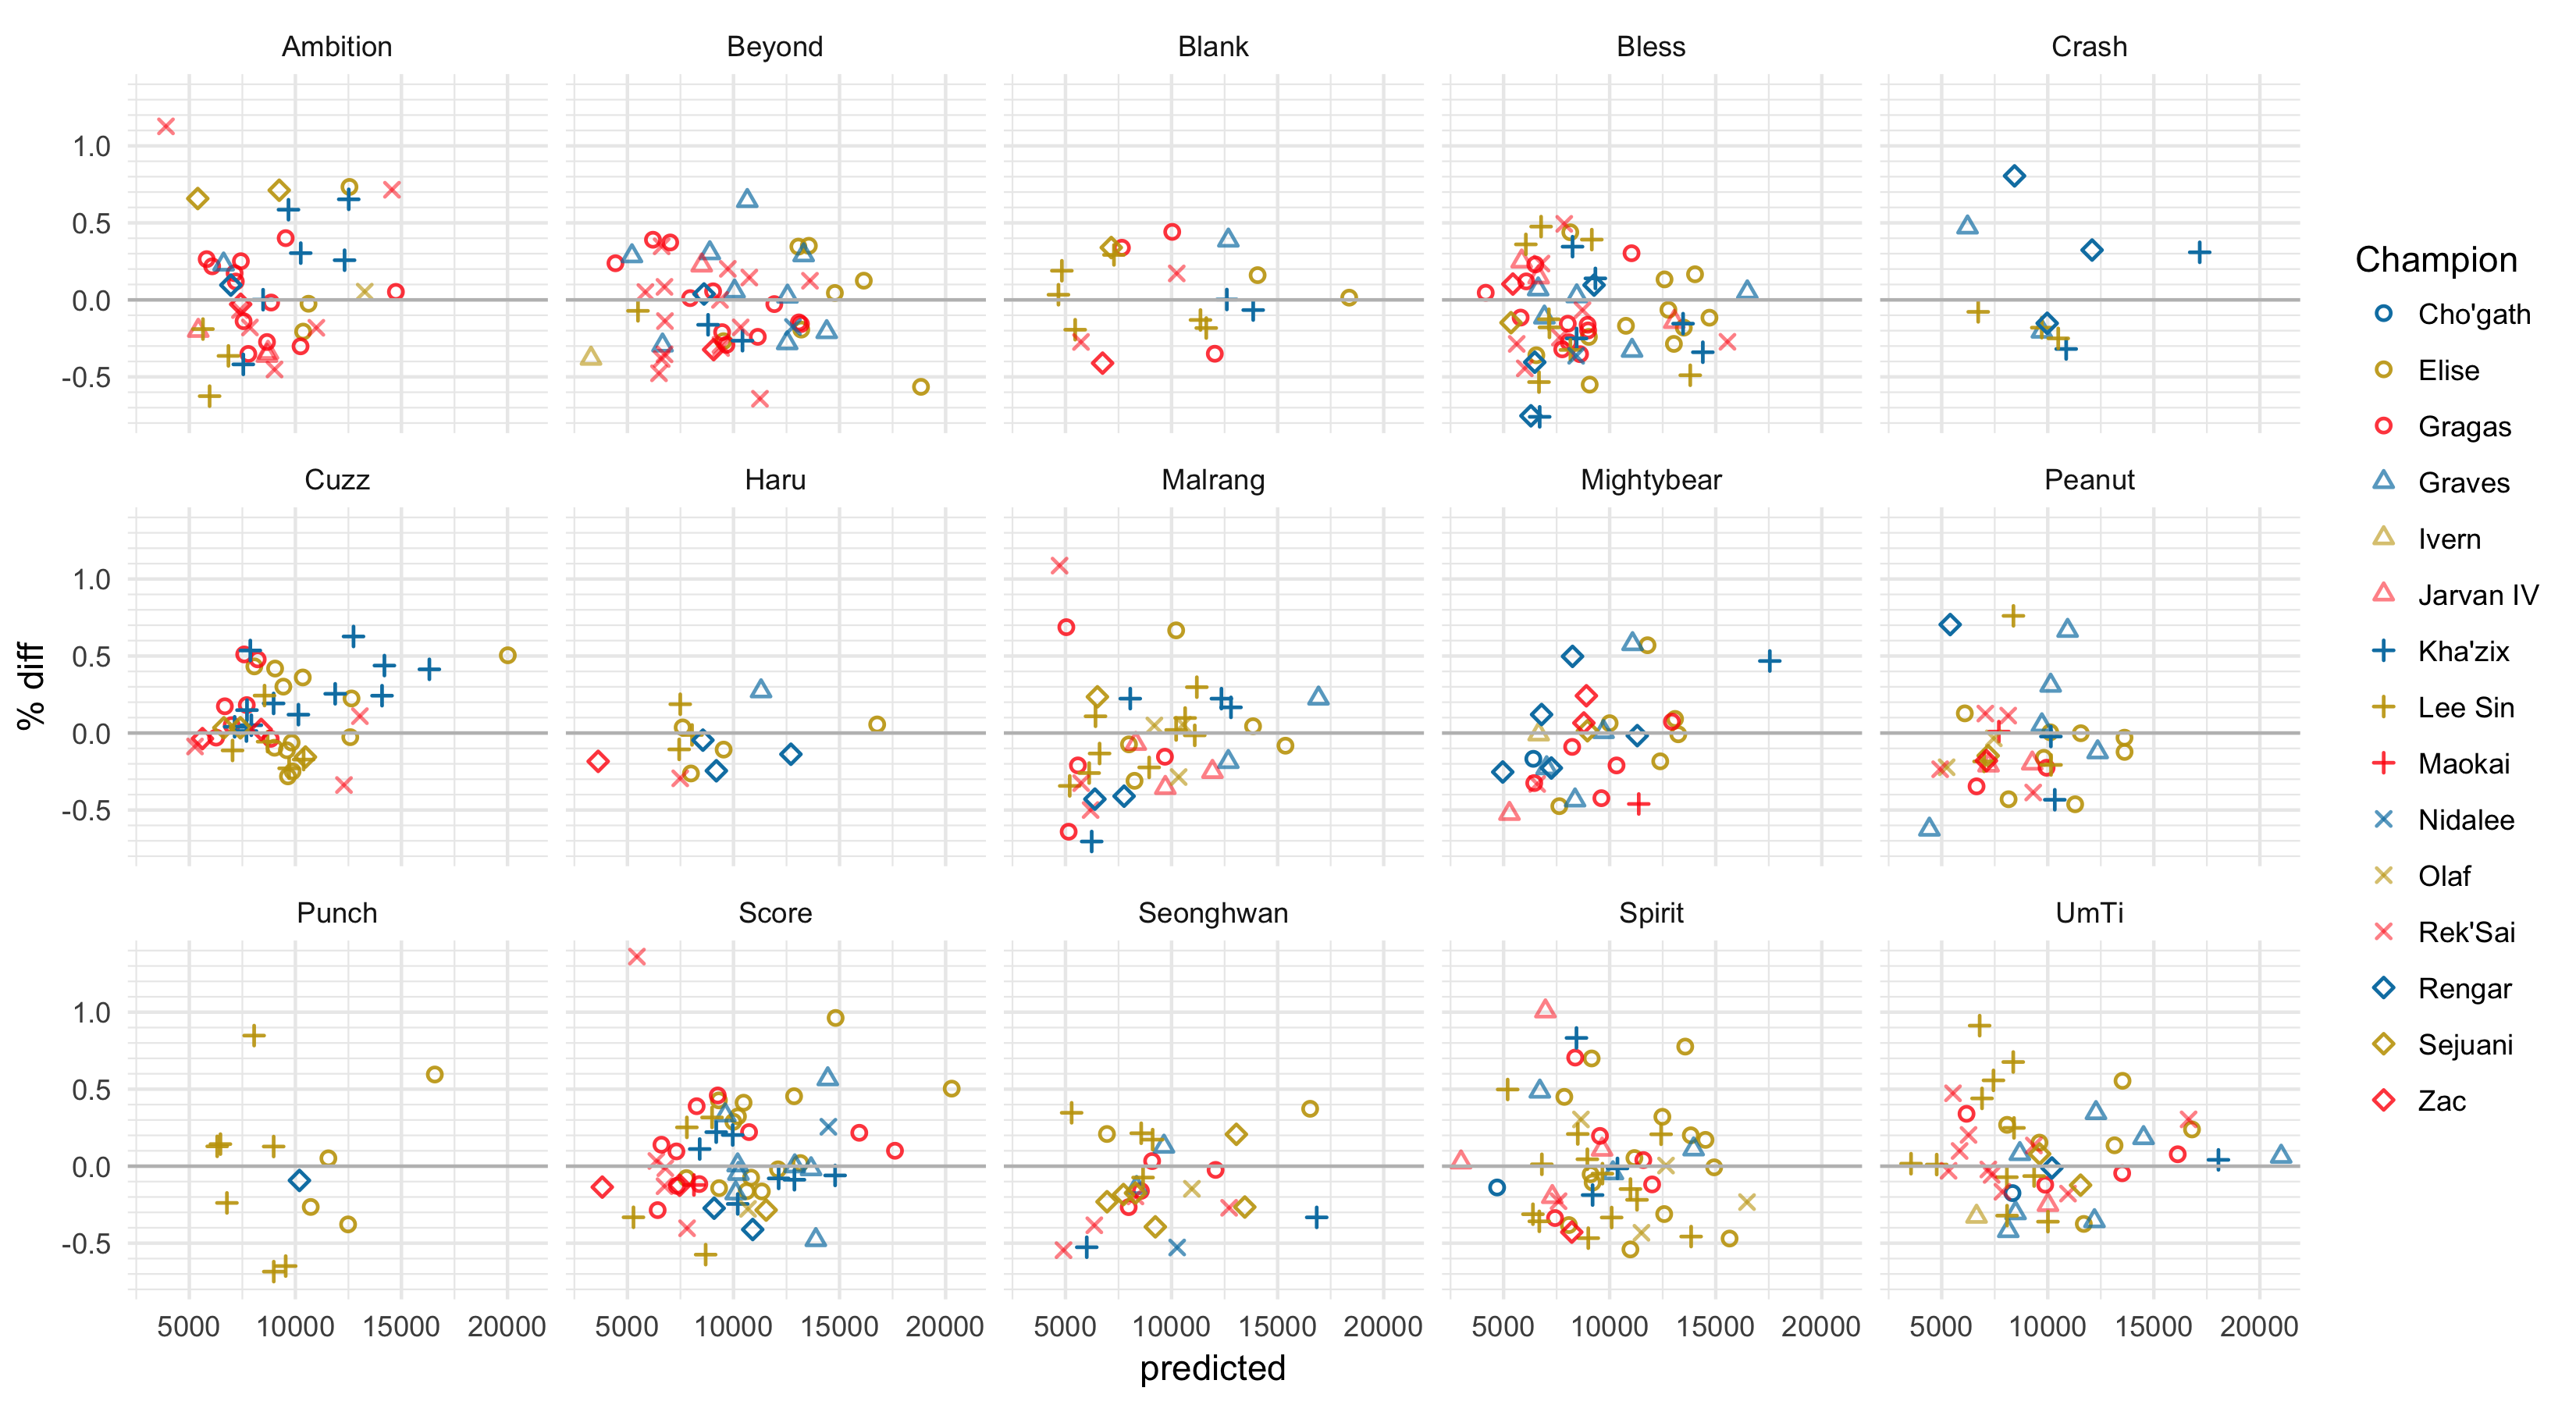 Ambition Beyond Blank Bless Crash
1.0
0.5
0.0
-0.5
Cuzz Haru Malrang Mightybear Peanut
1.0
0.5
0.0
-0.5
Punch Score Seonghwan Spirit UmTi
1.0
0.5
0.0
-0.5
5000 10000 15000 20000 5000 10000 15000 20000 5000 10000 15000 20000 5000 10000 15000 20000 5000 10000 15000 20000
predicted
% diff
Champion
Cho'gath
Elise
Gragas
Graves
Ivern
Jarvan IV
Kha'zix
Lee Sin
Maokai
Nidalee
Olaf
Rek'Sai
Rengar
Sejuani
Zac